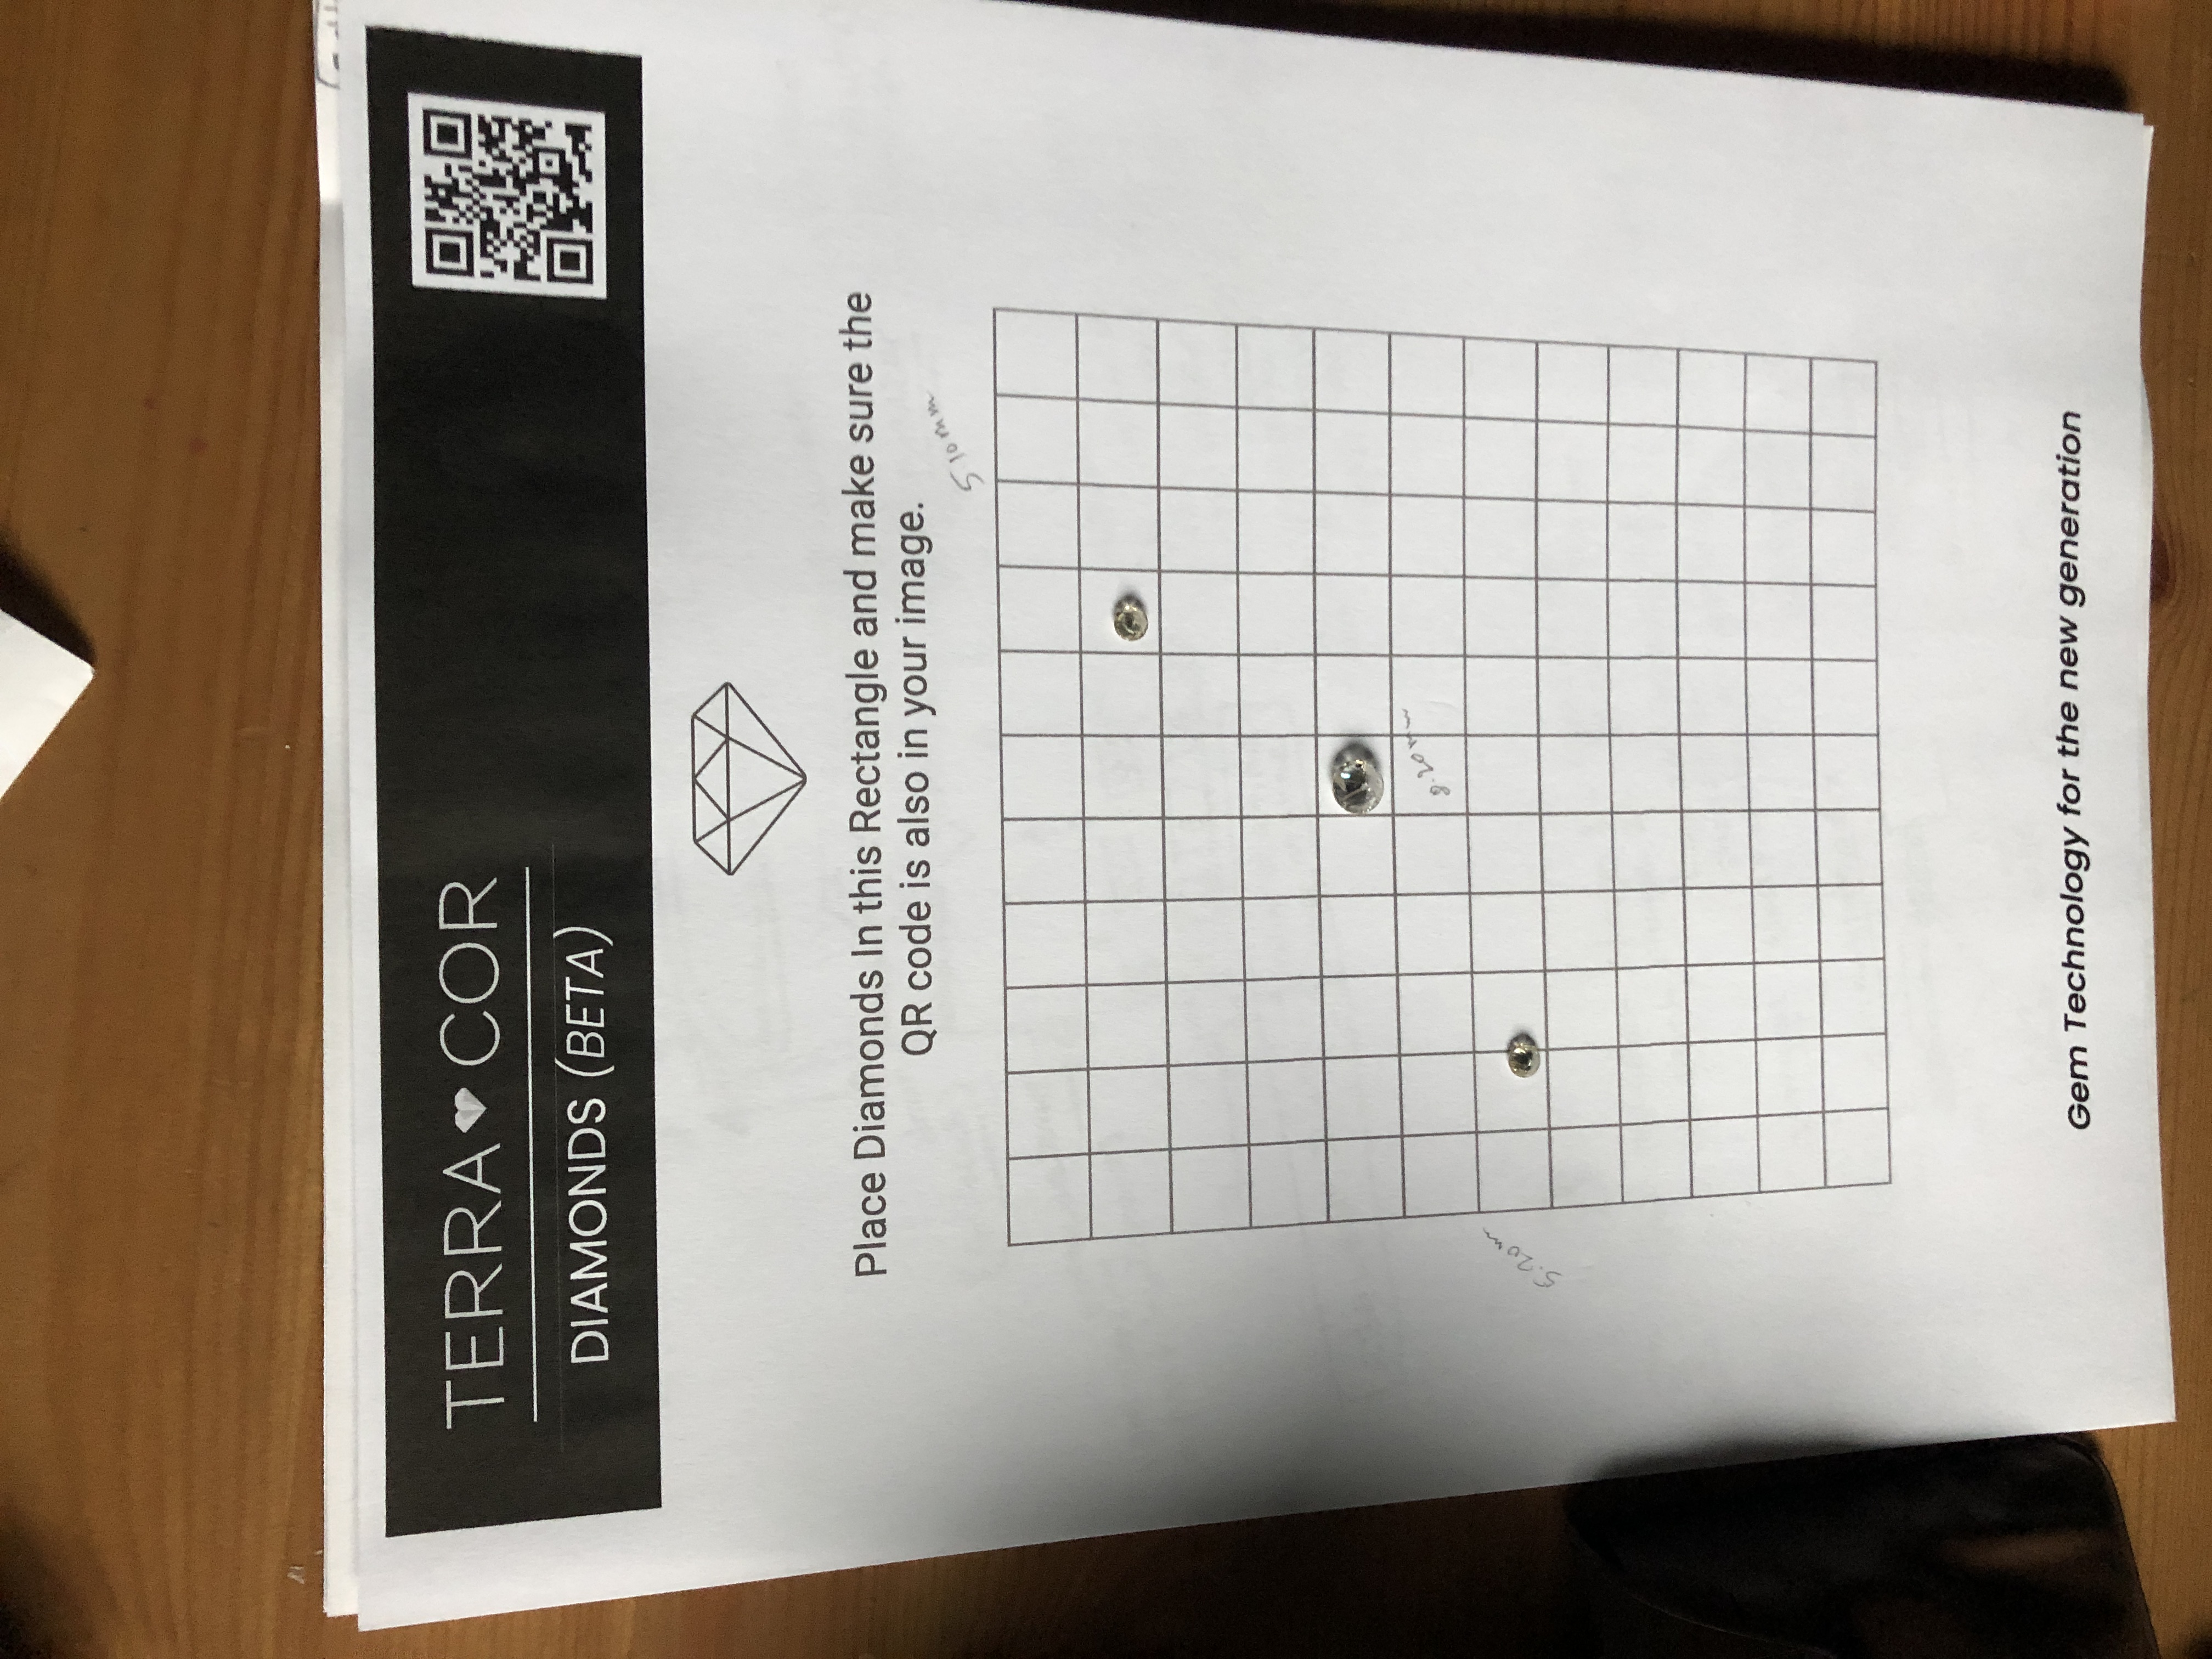 TERRA COR
DIAMONDS (BETA)
Place Diamonds In this Rectangle and make sure the
QR code is also in your image.
5 10mm
8.20mm
5.20m
Gem Technology for the new generation